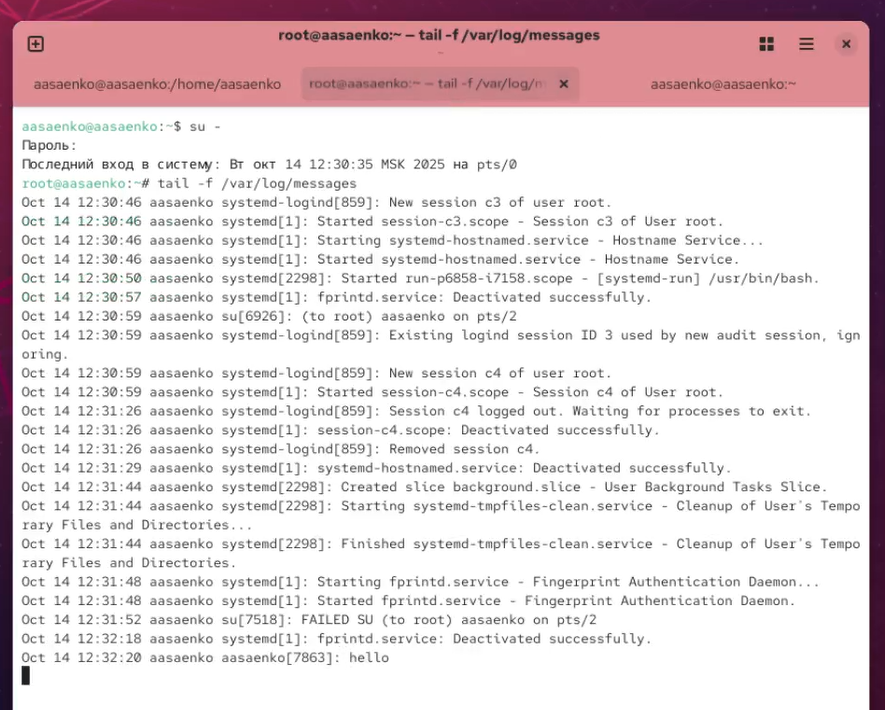 root@aasaenko:~ — tail -f /var/log/messages
~
aasaenko@aasaenko:/home/aasaenko
root@aasaenko:~ — tail -f /var/log/
aasaenko@aasaenko:~
aasaenko@aasaenko:~$ su -
Пароль:
Последний вход в систему: Вт окт 14 12:30:35 MSK 2025 на pts/0
root@aasaenko:~# tail -f /var/log/messages
Oct 14 12:30:46 aasaenko systemd-logind[859]: New session c3 of user root.
Oct 14 12:30:46 aasaenko systemd[1]: Started session-c3.scope - Session c3 of User root.
Oct 14 12:30:46 aasaenko systemd[1]: Starting systemd-hostnamed.service - Hostname Service...
Oct 14 12:30:46 aasaenko systemd[1]: Started systemd-hostnamed.service - Hostname Service.
Oct 14 12:30:50 aasaenko systemd[2298]: Started run-p6858-i7158.scope - [systemd-run] /usr/bin/bash.
Oct 14 12:30:57 aasaenko systemd[1]: fprintd.service: Deactivated successfully.
Oct 14 12:30:59 aasaenko su[6926]: (to root) aasaenko on pts/2
Oct 14 12:30:59 aasaenko systemd-logind[859]: Existing logind session ID 3 used by new audit session, ign
oring.
Oct 14 12:30:59 aasaenko systemd-logind[859]: New session c4 of user root.
Oct 14 12:30:59 aasaenko systemd[1]: Started session-c4.scope - Session c4 of User root.
Oct 14 12:31:26 aasaenko systemd-logind[859]: Session c4 logged out. Waiting for processes to exit.
Oct 14 12:31:26 aasaenko systemd[1]: session-c4.scope: Deactivated successfully.
Oct 14 12:31:26 aasaenko systemd-logind[859]: Removed session c4.
Oct 14 12:31:29 aasaenko systemd[1]: systemd-hostnamed.service: Deactivated successfully.
Oct 14 12:31:44 aasaenko systemd[2298]: Created slice background.slice - User Background Tasks Slice.
Oct 14 12:31:44 aasaenko systemd[2298]: Starting systemd-tmpfiles-clean.service - Cleanup of User's Tempo
rary Files and Directories...
Oct 14 12:31:44 aasaenko systemd[2298]: Finished systemd-tmpfiles-clean.service - Cleanup of User's Tempo
rary Files and Directories.
Oct 14 12:31:48 aasaenko systemd[1]: Starting fprintd.service - Fingerprint Authentication Daemon...
Oct 14 12:31:48 aasaenko systemd[1]: Started fprintd.service - Fingerprint Authentication Daemon.
Oct 14 12:31:52 aasaenko su[7518]: FAILED SU (to root) aasaenko on pts/2
Oct 14 12:32:18 aasaenko systemd[1]: fprintd.service: Deactivated successfully.
Oct 14 12:32:20 aasaenko aasaenko[7863]: hello